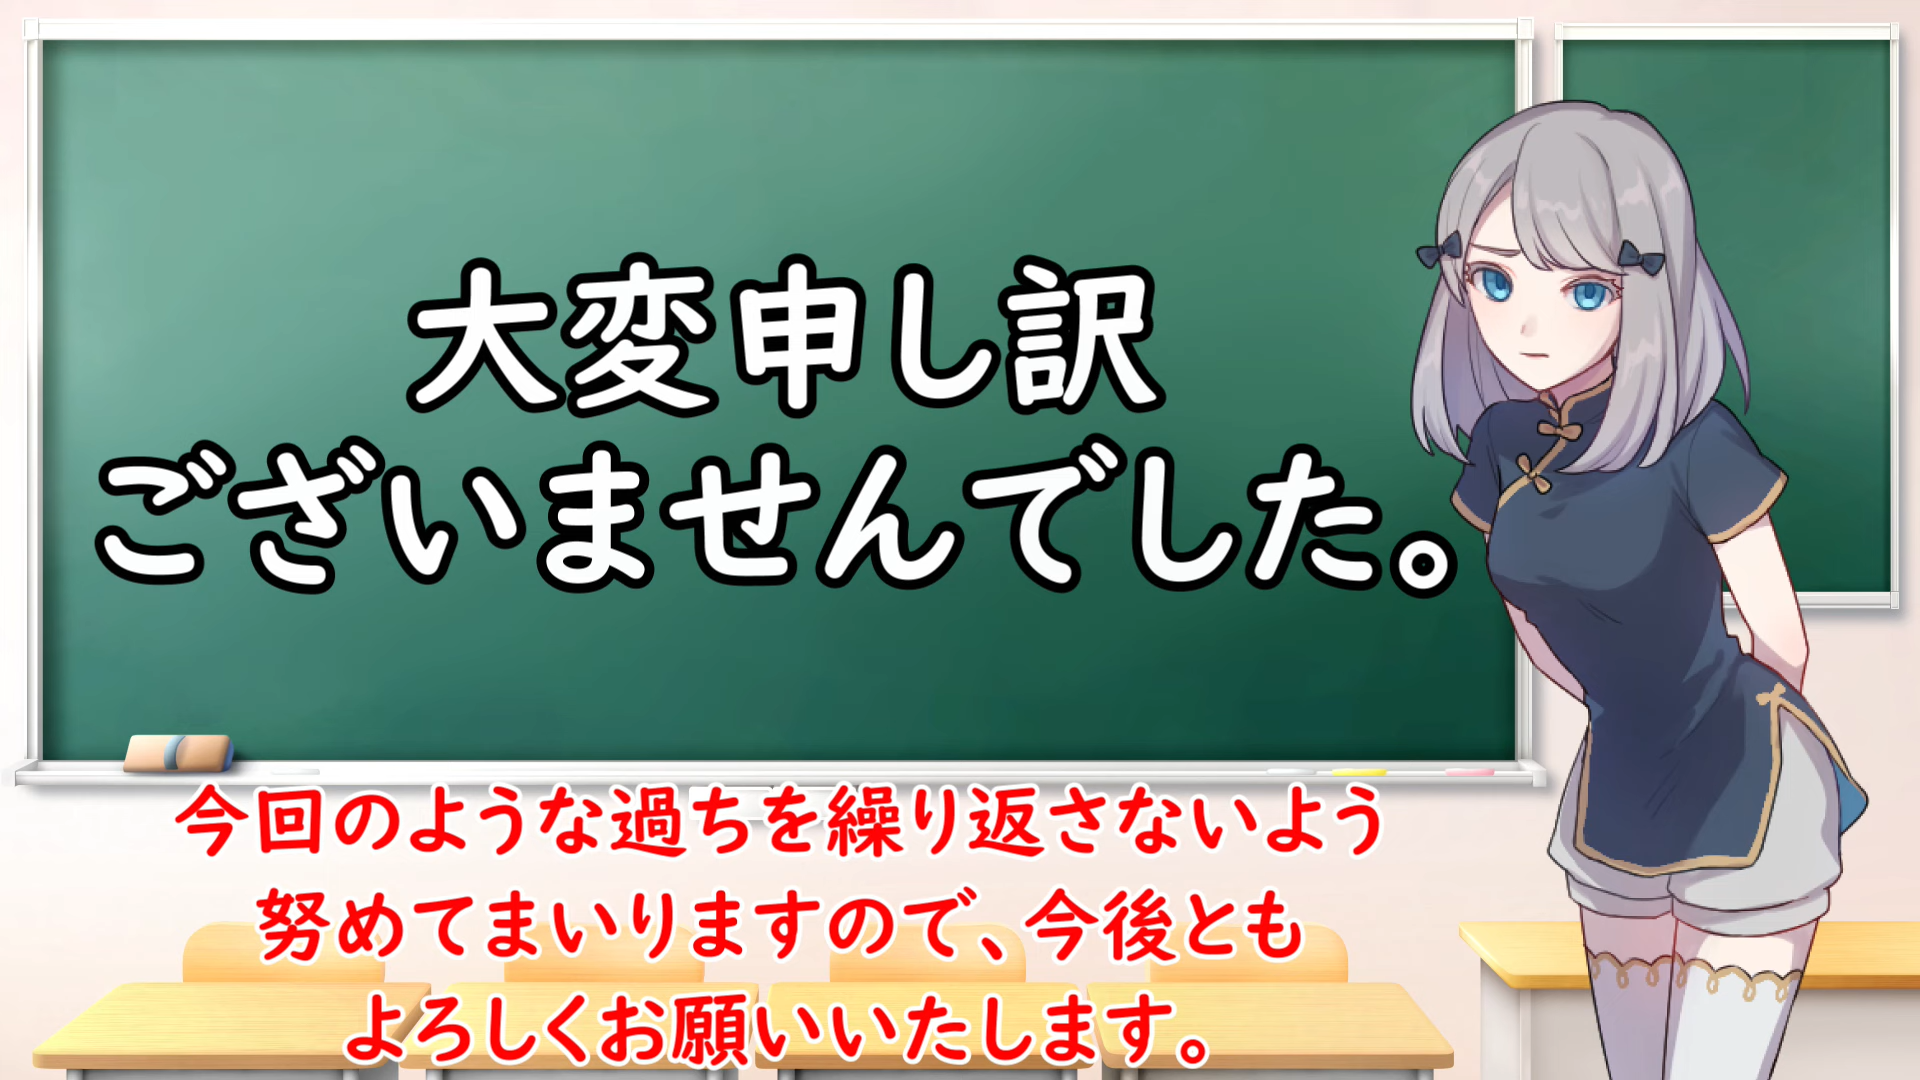 大変申し訳
ございませんでした。
今回のような過ちを繰り返さないよう
努めてまいりますので、今後とも
よろしくお願いいたします。